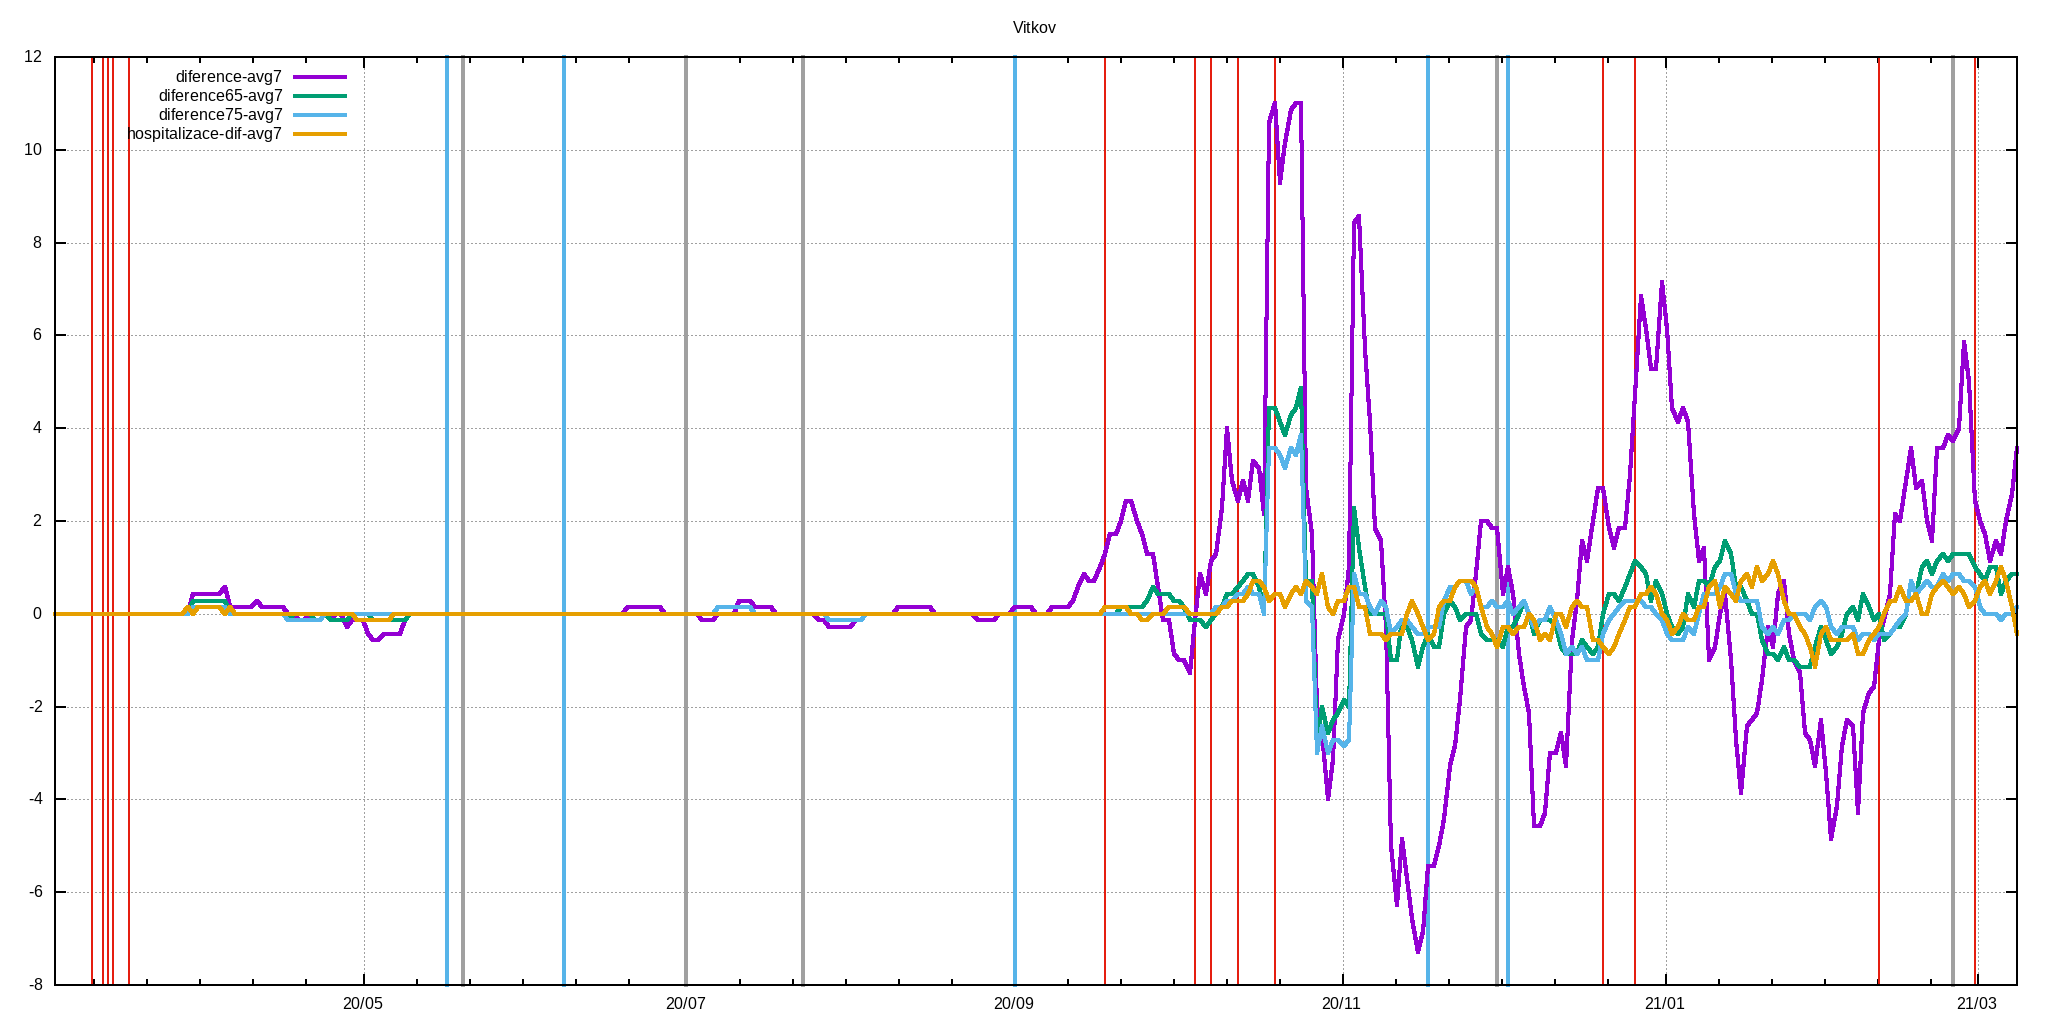 Vitkov
12
diference-avg7
diference65-avg7
diference75-avg7
hospitalizace-dif-avg7
10
8
6
4
2
0
-2
-4
-6
-8
20/05 20/07 20/09 20/11 21/01 21/03